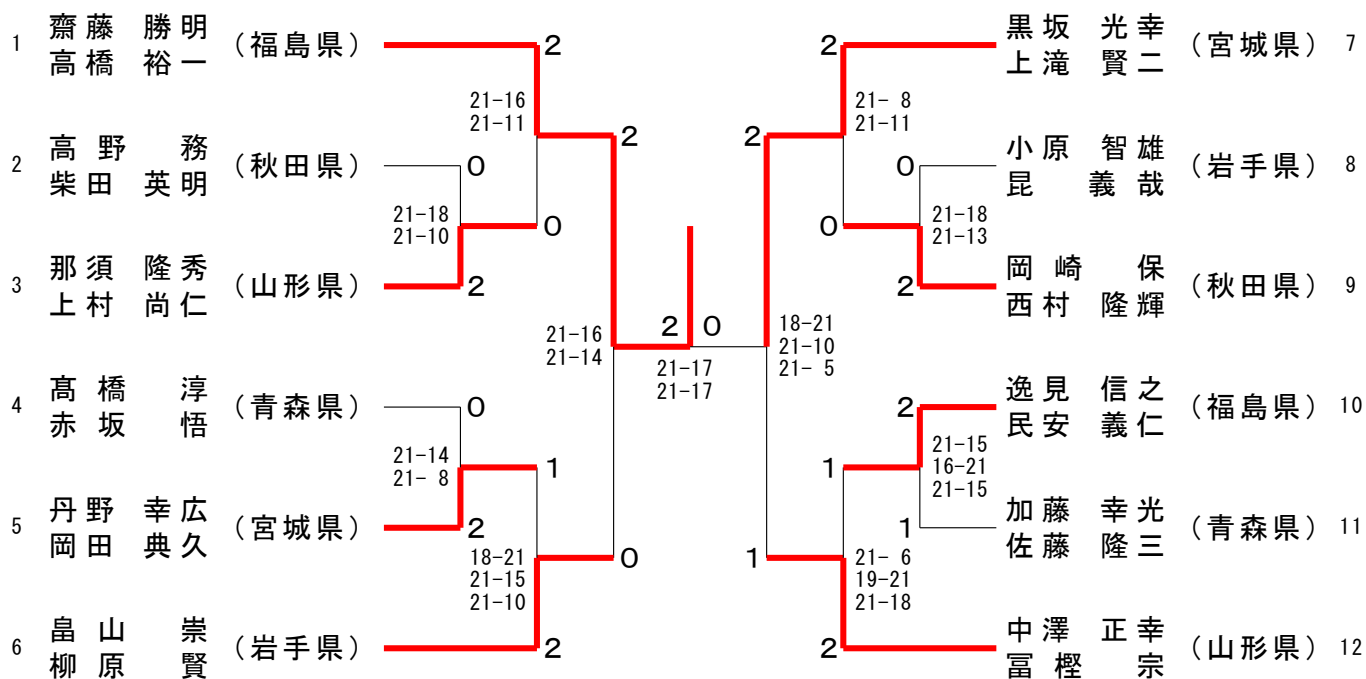 1 齋藤 勝明
高橋 裕一 (福島県) 2
21-16
21-11
2
2 高野 務
柴田 英明 (秋田県) 0
21-18
21-10
0
3 那須 隆秀
上村 尚仁 (山形県) 2
21-16
21-14
4 髙橋 淳
赤坂 悟 (青森県) 0
21-14
21- 8
1
5 丹野 幸広
岡田 典久 (宮城県) 2
18-21
21-15
21-10
0
6 畠山 崇
柳原 賢 (岩手県) 2
2 0
21-17
21-17
2 黒坂 光幸
上滝 賢二 (宮城県) 7
21- 8
21-11
2
0 小原 智雄
昆 義哉 (岩手県) 8
21-18
21-13
0
2 岡崎 保
西村 隆輝 (秋田県) 9
18-21
21-10
21- 5
2 逸見 信之
民安 義仁 (福島県) 10
21-15
16-21
21-15
1
1 加藤 幸光
佐藤 隆三 (青森県) 11
21- 6
19-21
21-18
1
2 中澤 正幸
冨樫 宗 (山形県) 12